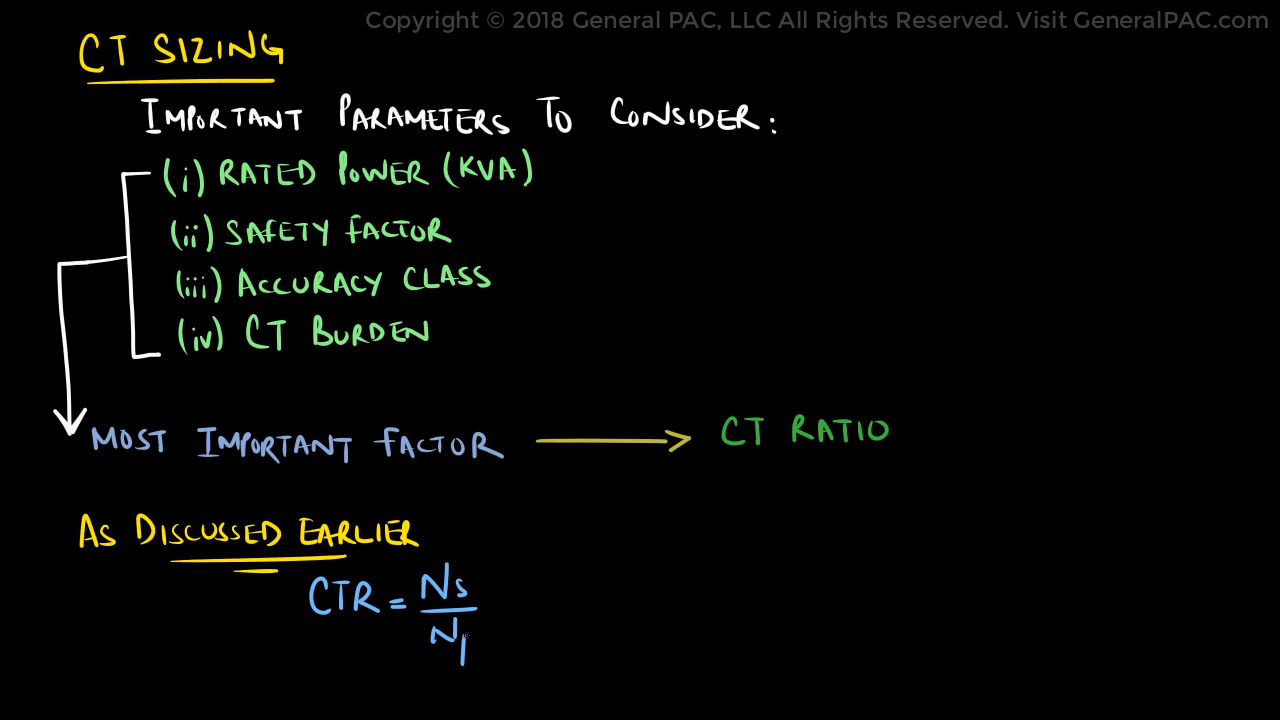 Copyright © 2018 General PAC, LLC All Rights Reserved. Visit GeneralPAC.com
CT SIZING
IMPORTANT PARAMETERS TO CONSIDER:
(i) RATED POWER (KVA)
(ii) SAFETY FACTOR
(iii) ACCURACY CLASS
(iv) CT BURDEN
MOST IMPORTANT FACTOR → CT RATIO
AS DISCUSSED EARLIER
CTR = Ns
N